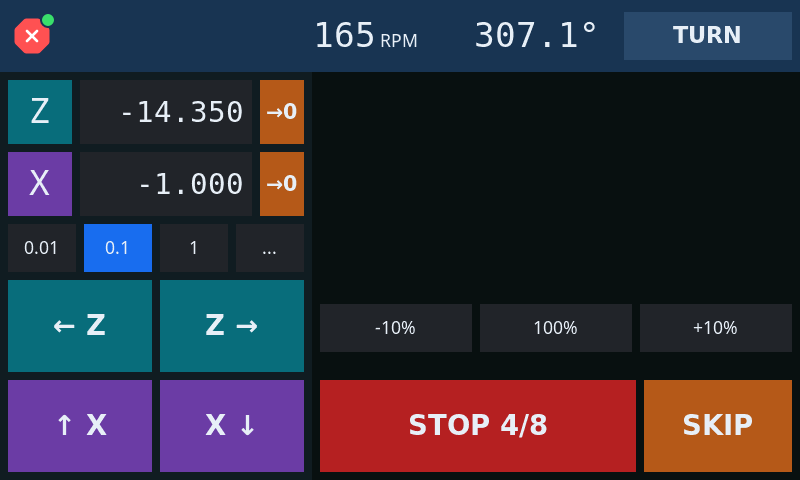 165 RPM 307.1° TURN
Z -14.350 →0
X -1.000 →0
0.01 0.1 1 ...
← Z Z →
-10% 100% +10%
↑ X X ↓
STOP 4/8 SKIP